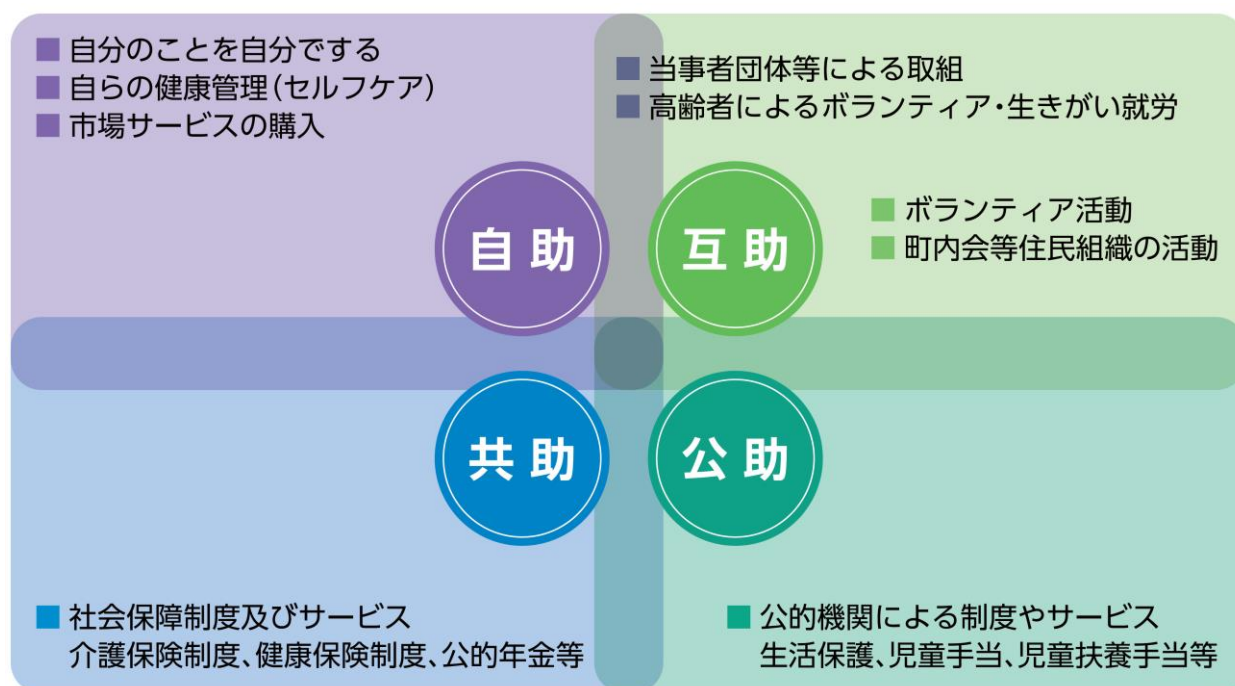 ■ 自分のことを自分でする
■ 自らの健康管理(セルフケア)
■ 市場サービスの購入
■ 当事者団体等による取組
■ 高齢者によるボランティア・生きがい就労
■ ボランティア活動
■ 町内会等住民組織の活動
自助
互助
共助
公助
■ 社会保障制度及びサービス
介護保険制度、健康保険制度、公的年金等
■ 公的機関による制度やサービス
生活保護、児童手当、児童扶養手当等